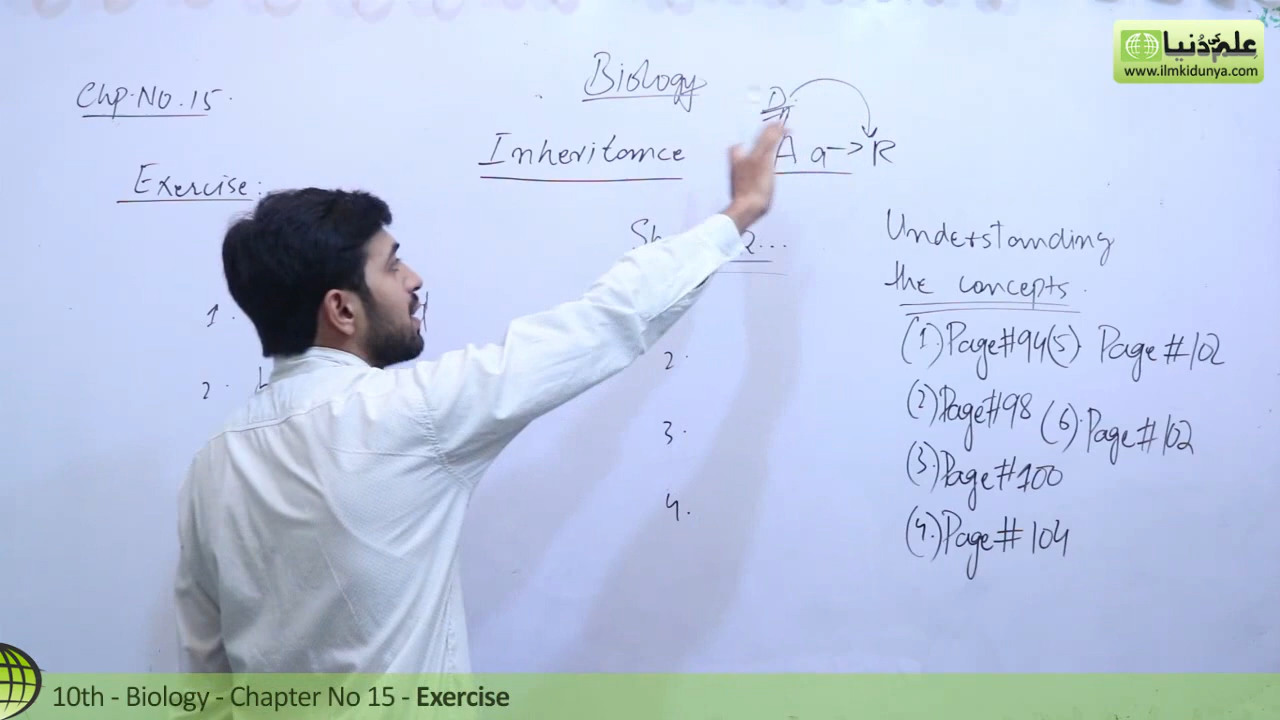 علم کی دُنیا
www.ilmkidunya.com
Chp. No. 15.
Biology
D
Inheritance
A a → R
Exercise:
Understanding
the concepts.
1.
2.
2.
3.
4.
(1.) Page#94 (5) Page #102
(2) Page#98 (6). Page #102
(3.) Page#100
(4.) Page# 104
10th - Biology - Chapter No 15 - Exercise